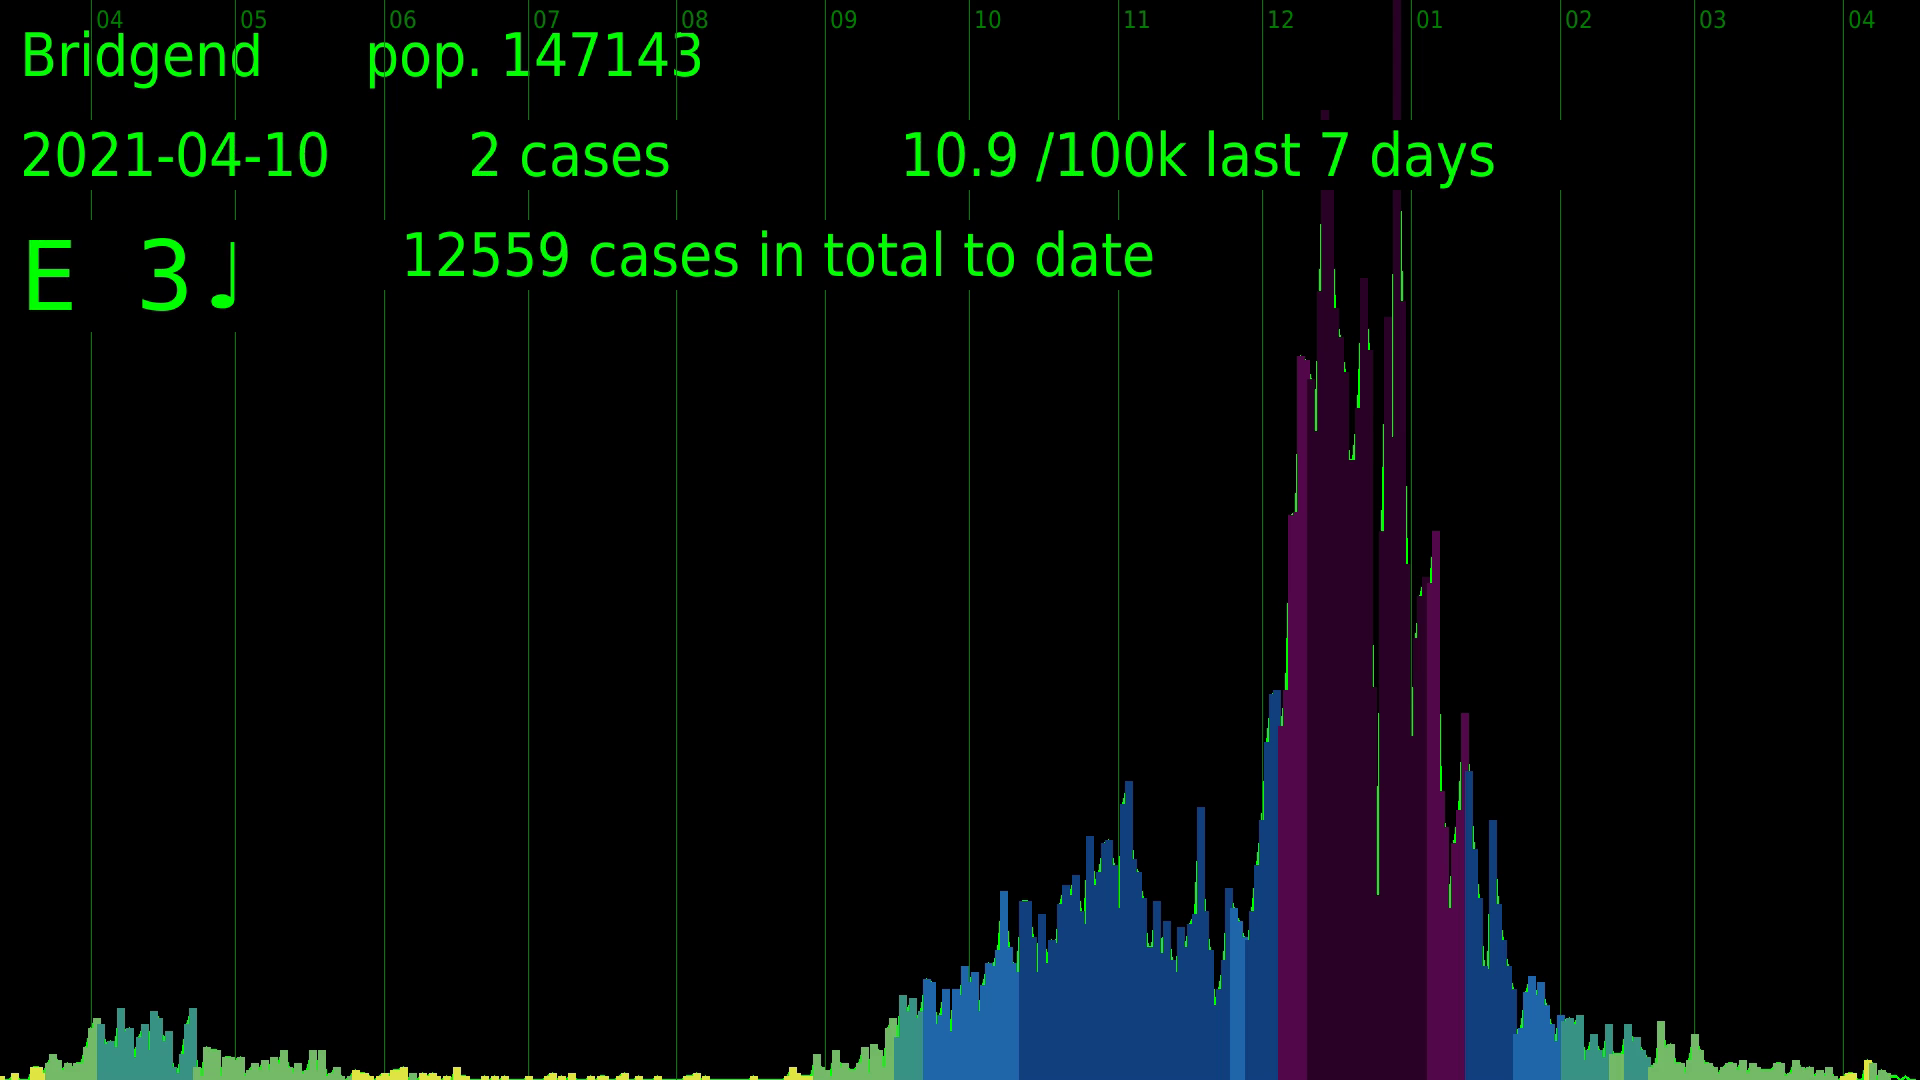 04 05 06 07 08 09 10 11 12 01 02 03 04
Bridgend pop. 147143
2021-04-10 2 cases 10.9 /100k last 7 days
E 3♩ 12559 cases in total to date